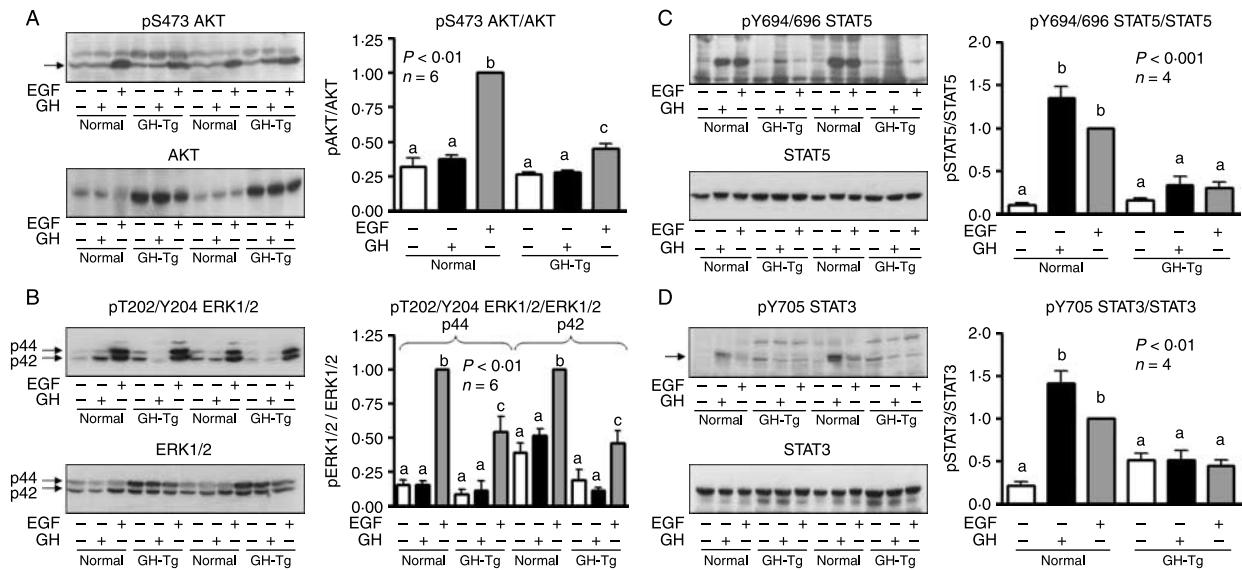 A
pS473 AKT
EGF – – + – – + – – + – – +
GH – + – – + – – + – – + –
Normal GH-Tg Normal GH-Tg
AKT
EGF – – + – – + – – + – – +
GH – + – – + – – + – – + –
Normal GH-Tg Normal GH-Tg
pS473 AKT/AKT
P < 0·01
n = 6
pAKT/AKT
1·25
1·00
0·75
0·50
0·25
0·00
a a b a a c
EGF – – + – – +
GH – + – – + –
Normal GH-Tg
B
pT202/Y204 ERK1/2
p44
p42
EGF – – + – – + – – + – – +
GH – + – – + – – + – – + –
Normal GH-Tg Normal GH-Tg
ERK1/2
p44
p42
EGF – – + – – + – – + – – +
GH – + – – + – – + – – + –
Normal GH-Tg Normal GH-Tg
pT202/Y204 ERK1/2/ERK1/2
p44 p42
P < 0·01
n = 6
pERK1/2 / ERK1/2
1·25
1·00
0·75
0·50
0·25
0·00
a a b a a c a a b a a c
EGF – – + – – + – – + – – +
GH – + – – + – – + – – + –
Normal GH-Tg Normal GH-Tg
C
pY694/696 STAT5
EGF – – + – – + – – + – – +
GH – + – – + – – + – – + –
Normal GH-Tg Normal GH-Tg
STAT5
EGF – – + – – + – – + – – +
GH – + – – + – – + – – + –
Normal GH-Tg Normal GH-Tg
pY694/696 STAT5/STAT5
P < 0·001
n = 4
pSTAT5/STAT5
2·0
1·5
1·0
0·5
0·0
a b b a a a
EGF – – + – – +
GH – + – – + –
Normal GH-Tg
D
pY705 STAT3
EGF – – + – – + – – + – – +
GH – + – – + – – + – – + –
Normal GH-Tg Normal GH-Tg
STAT3
EGF – – + – – + – – + – – +
GH – + – – + – – + – – + –
Normal GH-Tg Normal GH-Tg
pY705 STAT3/STAT3
P < 0·01
n = 4
pSTAT3/STAT3
2·0
1·5
1·0
0·5
0·0
a b b a a a
EGF – – + – – +
GH – + – – + –
Normal GH-Tg